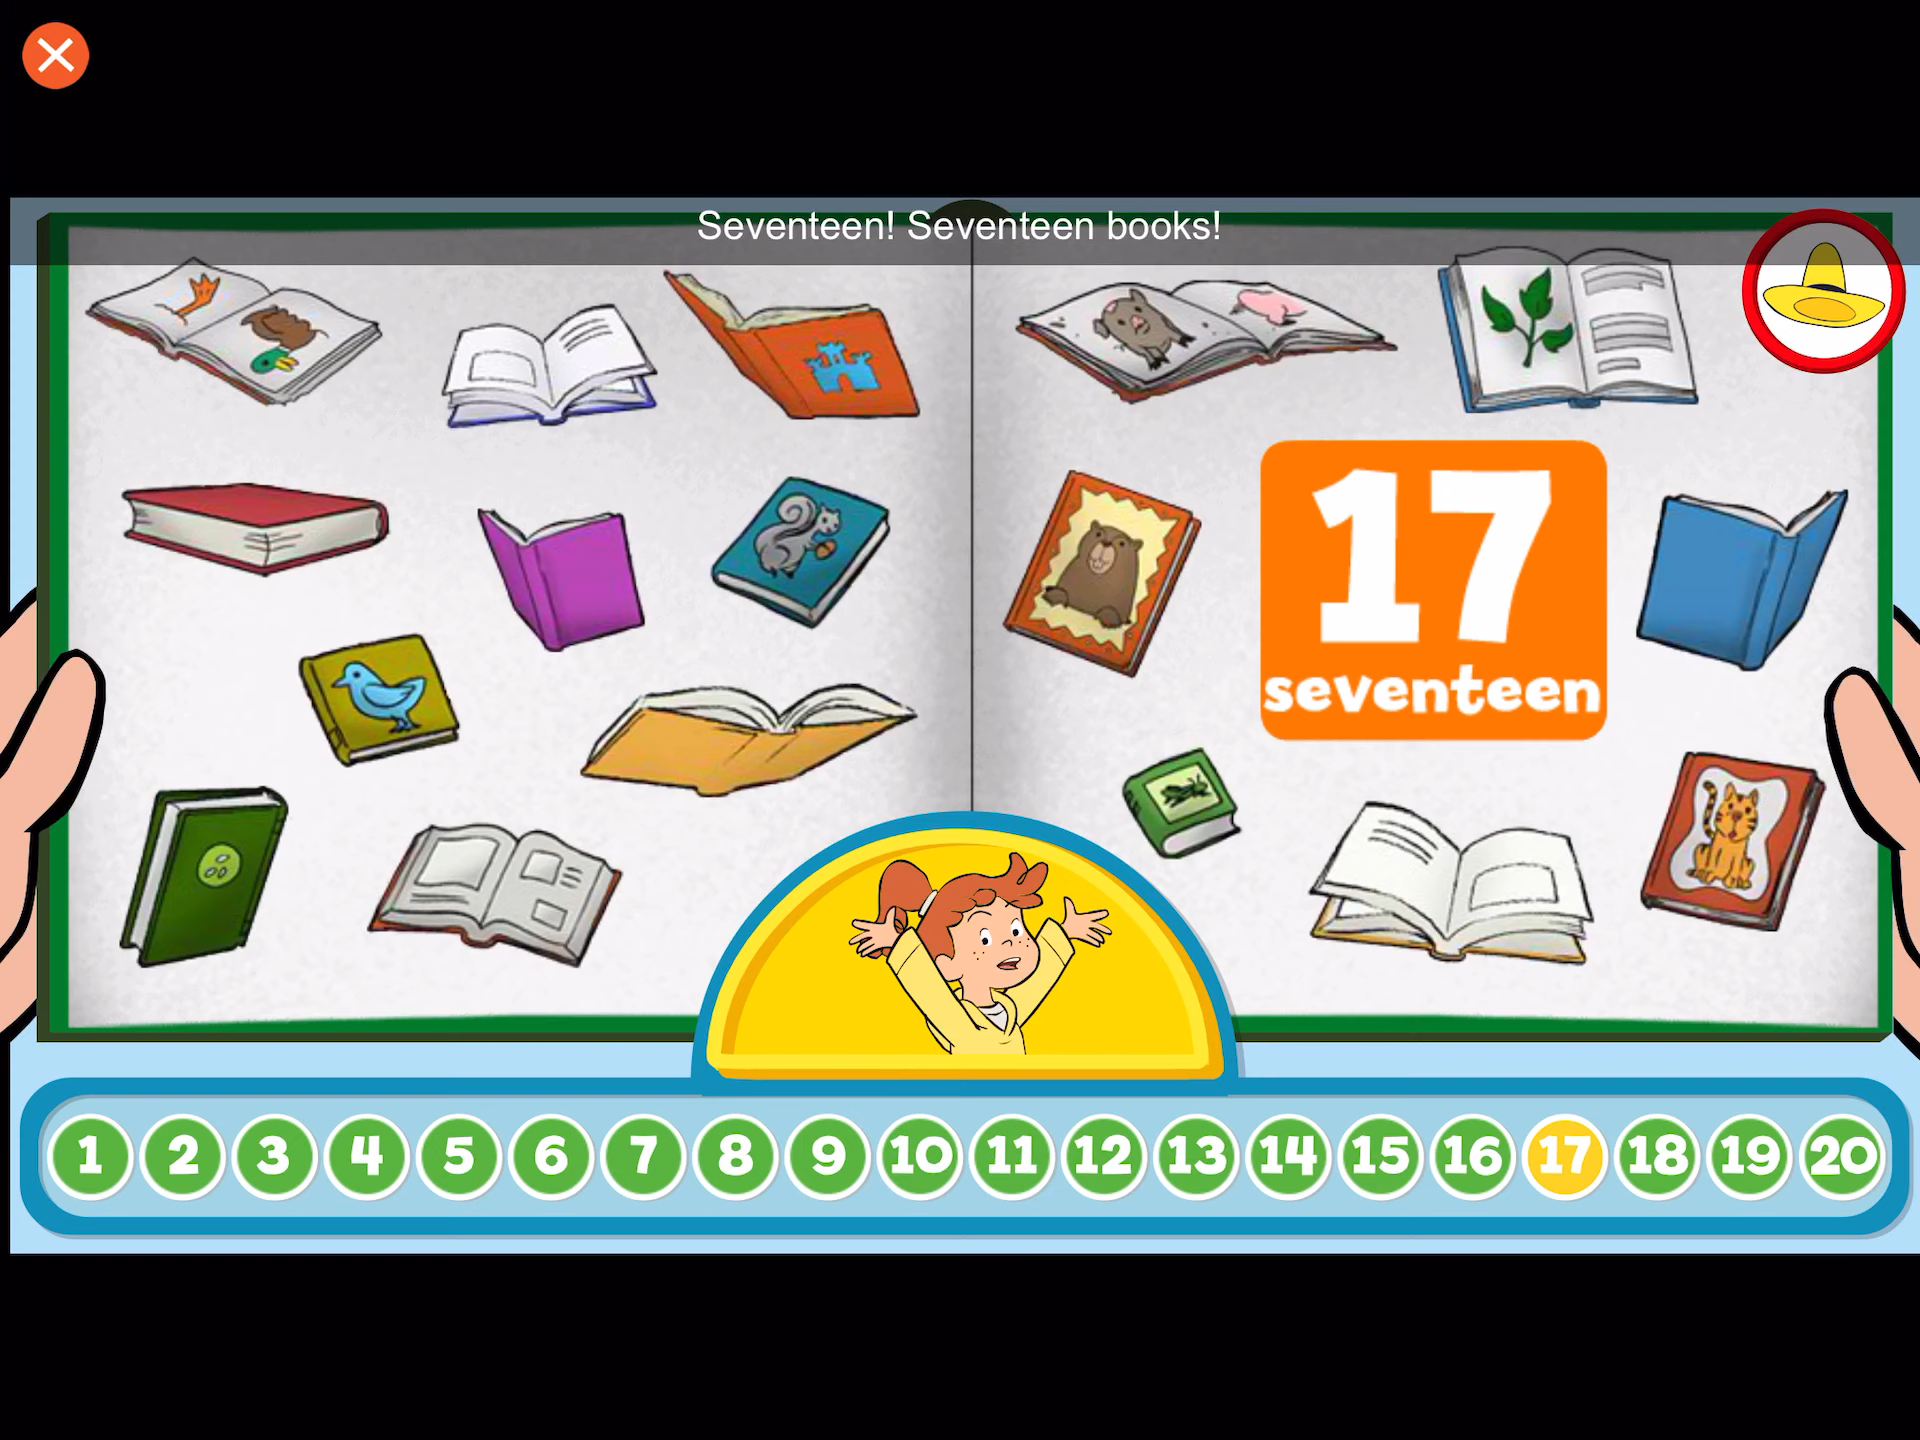 Seventeen! Seventeen books!
17
seventeen
1 2 3 4 5 6 7 8 9 10 11 12 13 14 15 16 17 18 19 20